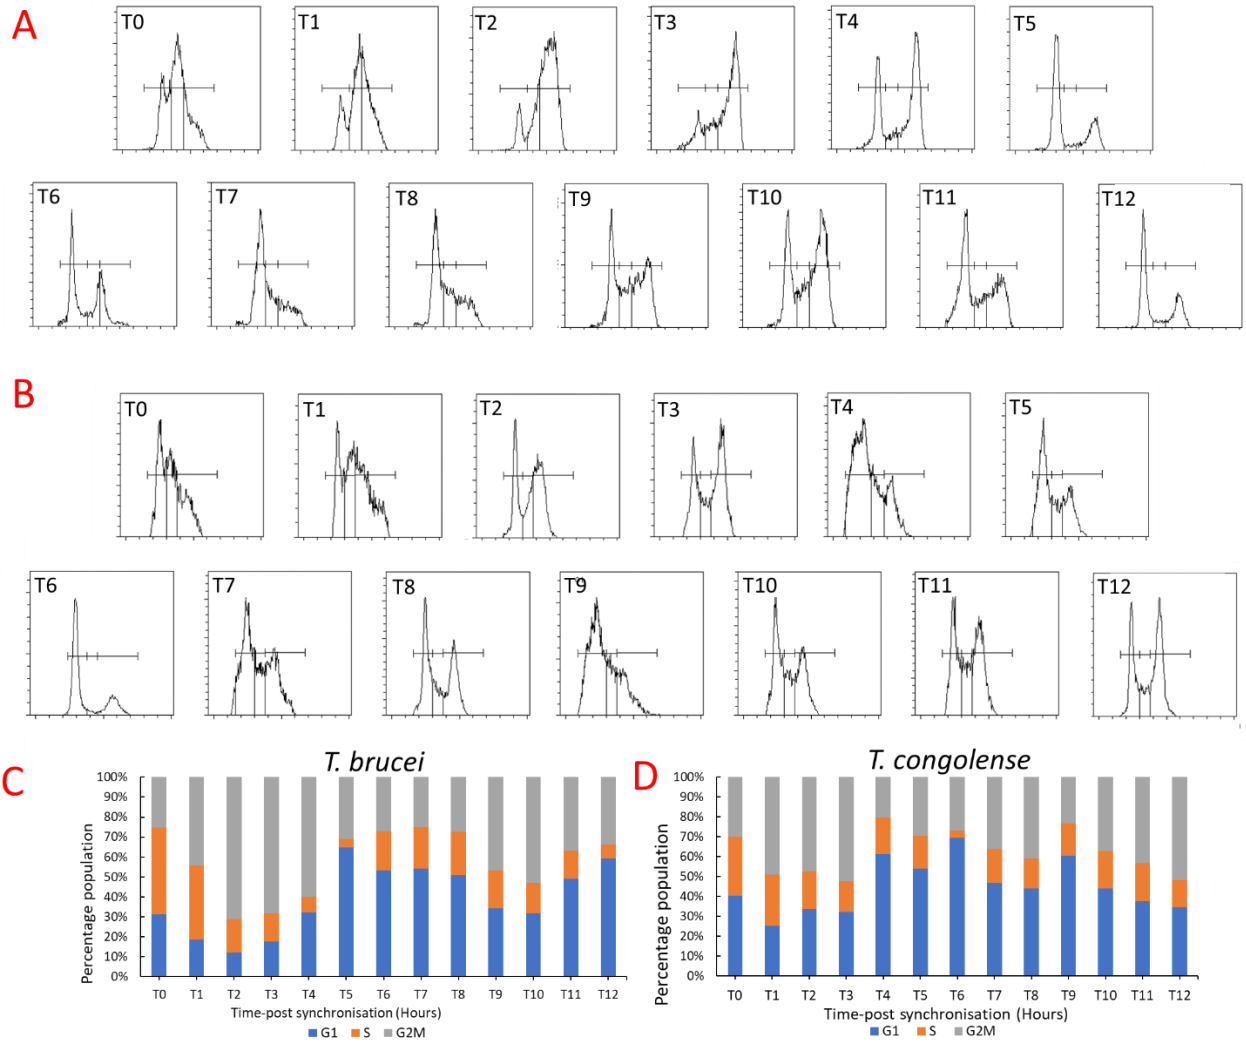 A
T0 T1 T2 T3 T4 T5
T6 T7 T8 T9 T10 T11 T12
B
T0 T1 T2 T3 T4 T5
T6 T7 T8 T9 T10 T11 T12
C
T. brucei
Percentage population
100%
90%
80%
70%
60%
50%
40%
30%
20%
10%
0%
T0 T1 T2 T3 T4 T5 T6 T7 T8 T9 T10 T11 T12
Time-post synchronisation (Hours)
G1 S G2M
D
T. congolense
Percentage population
100%
90%
80%
70%
60%
50%
40%
30%
20%
10%
0%
T0 T1 T2 T3 T4 T5 T6 T7 T8 T9 T10 T11 T12
Time-post synchronisation (Hours)
G1 S G2M